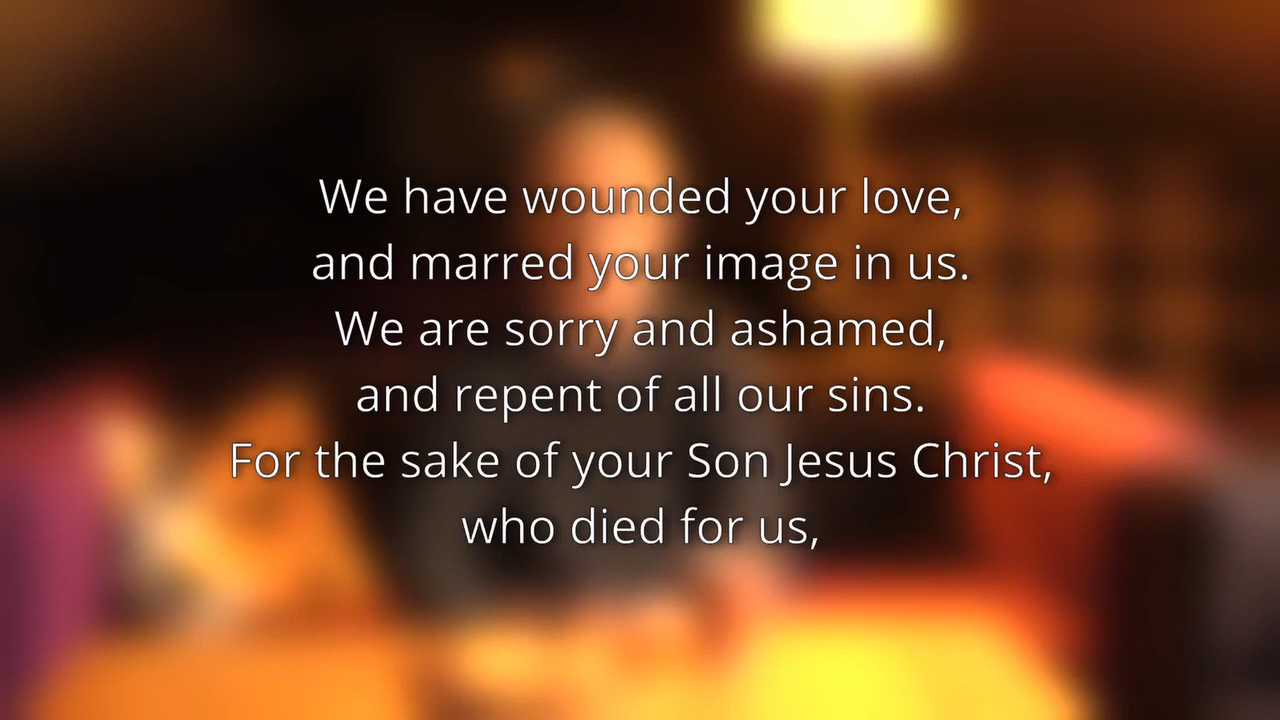 We have wounded your love,
and marred your image in us.
We are sorry and ashamed,
and repent of all our sins.
For the sake of your Son Jesus Christ,
who died for us,